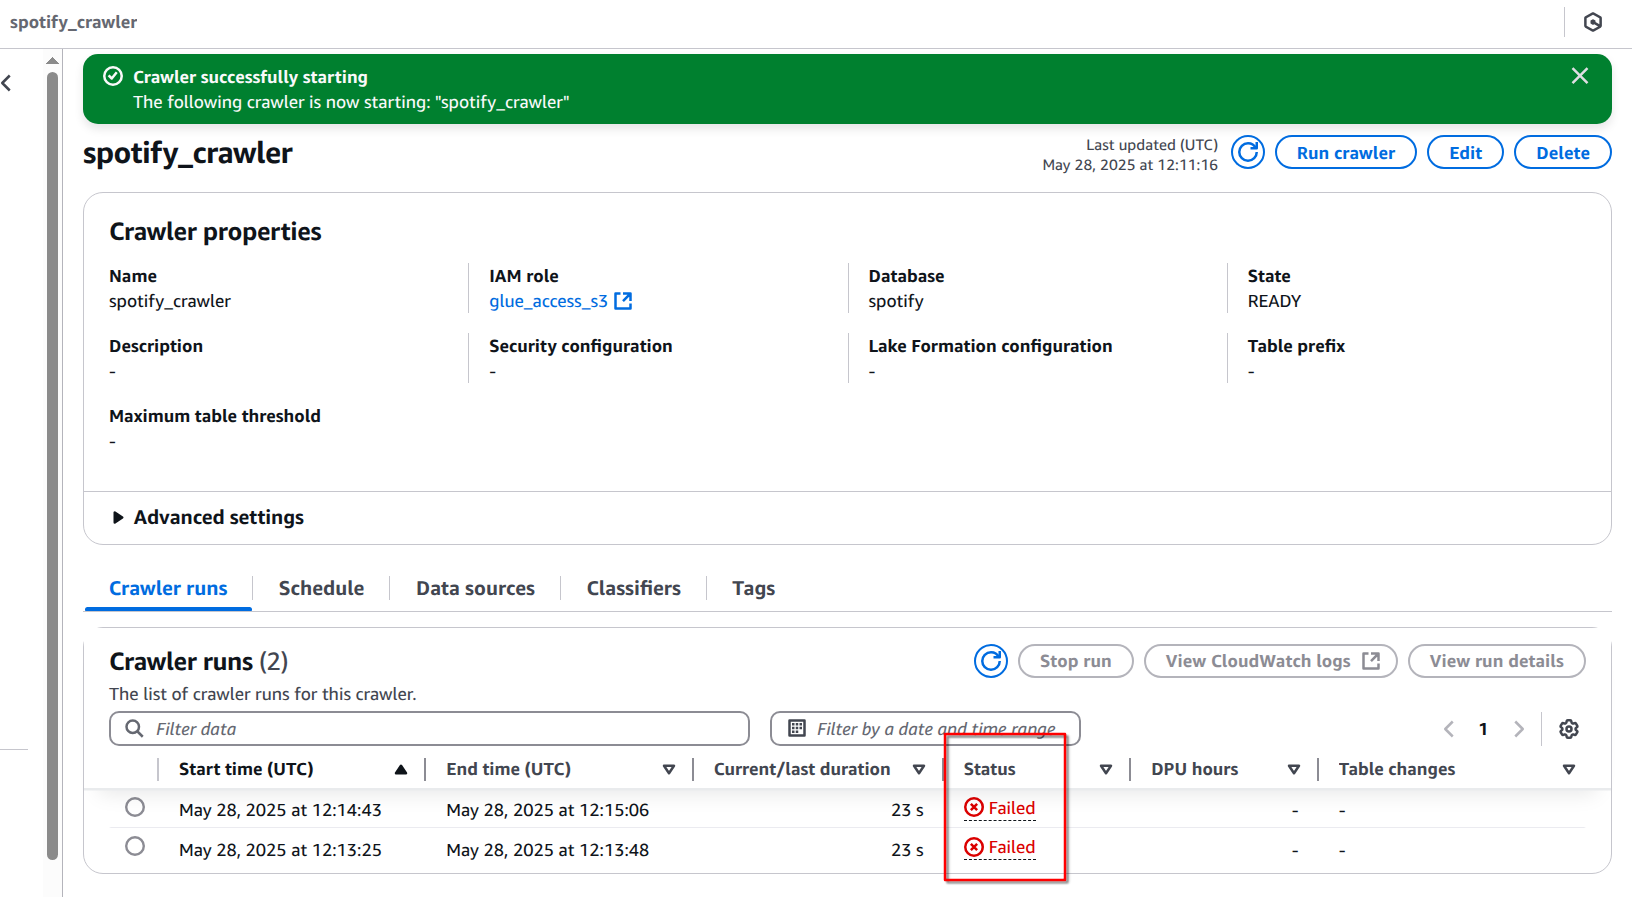 spotify_crawler
Crawler successfully starting
The following crawler is now starting: "spotify_crawler"
spotify_crawler
Last updated (UTC)
May 28, 2025 at 12:11:16
Run crawler
Edit
Delete
Crawler properties
Name
spotify_crawler
IAM role
glue_access_s3
Database
spotify
State
READY
Description
-
Security configuration
-
Lake Formation configuration
-
Table prefix
-
Maximum table threshold
-
Advanced settings
Crawler runs
Schedule
Data sources
Classifiers
Tags
Crawler runs (2)
Stop run
View CloudWatch logs
View run details
The list of crawler runs for this crawler.
Filter data
Filter by a date and time range
1
Start time (UTC) End time (UTC) Current/last duration Status DPU hours Table changes
May 28, 2025 at 12:14:43 May 28, 2025 at 12:15:06 23 s Failed - -
May 28, 2025 at 12:13:25 May 28, 2025 at 12:13:48 23 s Failed - -